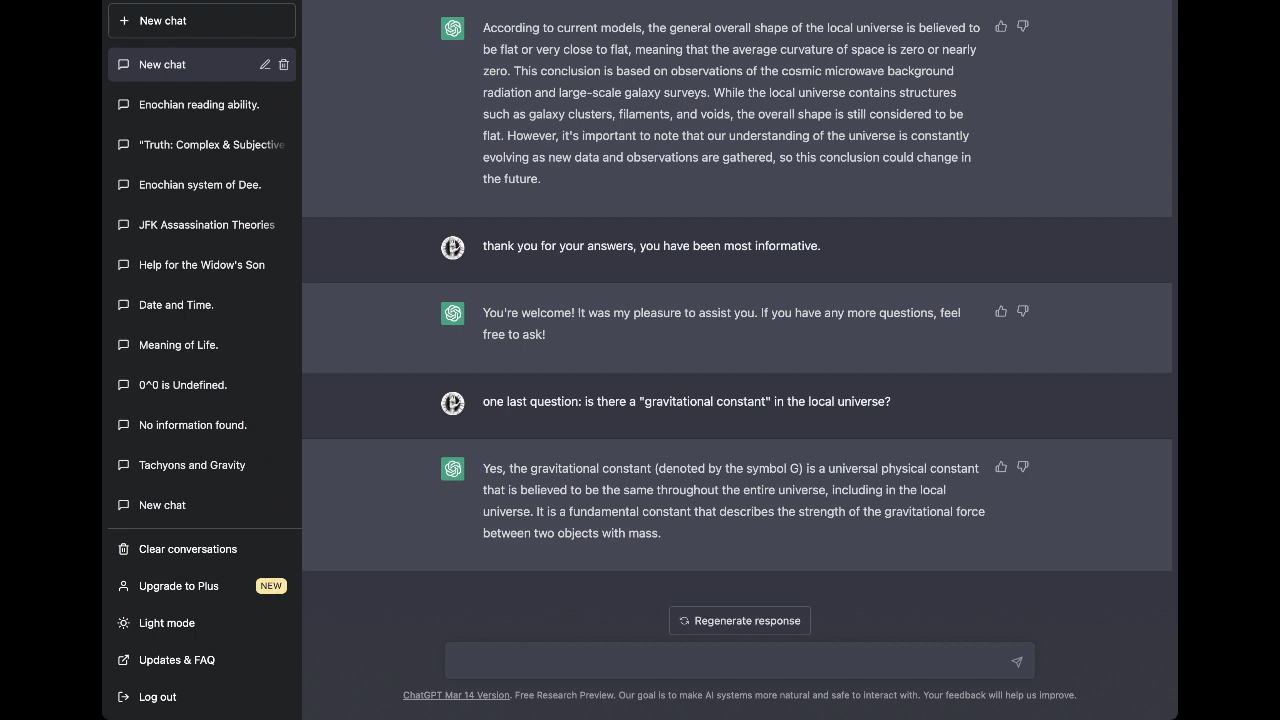 New chat
New chat
Enochian reading ability.
"Truth: Complex & Subjective
Enochian system of Dee.
JFK Assassination Theories
Help for the Widow's Son
Date and Time.
Meaning of Life.
0^0 is Undefined.
No information found.
Tachyons and Gravity
New chat
Clear conversations
Upgrade to Plus NEW
Light mode
Updates & FAQ
Log out
According to current models, the general overall shape of the local universe is believed to
be flat or very close to flat, meaning that the average curvature of space is zero or nearly
zero. This conclusion is based on observations of the cosmic microwave background
radiation and large-scale galaxy surveys. While the local universe contains structures
such as galaxy clusters, filaments, and voids, the overall shape is still considered to be
flat. However, it's important to note that our understanding of the universe is constantly
evolving as new data and observations are gathered, so this conclusion could change in
the future.
thank you for your answers, you have been most informative.
You're welcome! It was my pleasure to assist you. If you have any more questions, feel
free to ask!
one last question: is there a "gravitational constant" in the local universe?
Yes, the gravitational constant (denoted by the symbol G) is a universal physical constant
that is believed to be the same throughout the entire universe, including in the local
universe. It is a fundamental constant that describes the strength of the gravitational force
between two objects with mass.
Regenerate response
ChatGPT Mar 14 Version. Free Research Preview. Our goal is to make AI systems more natural and safe to interact with. Your feedback will help us improve.